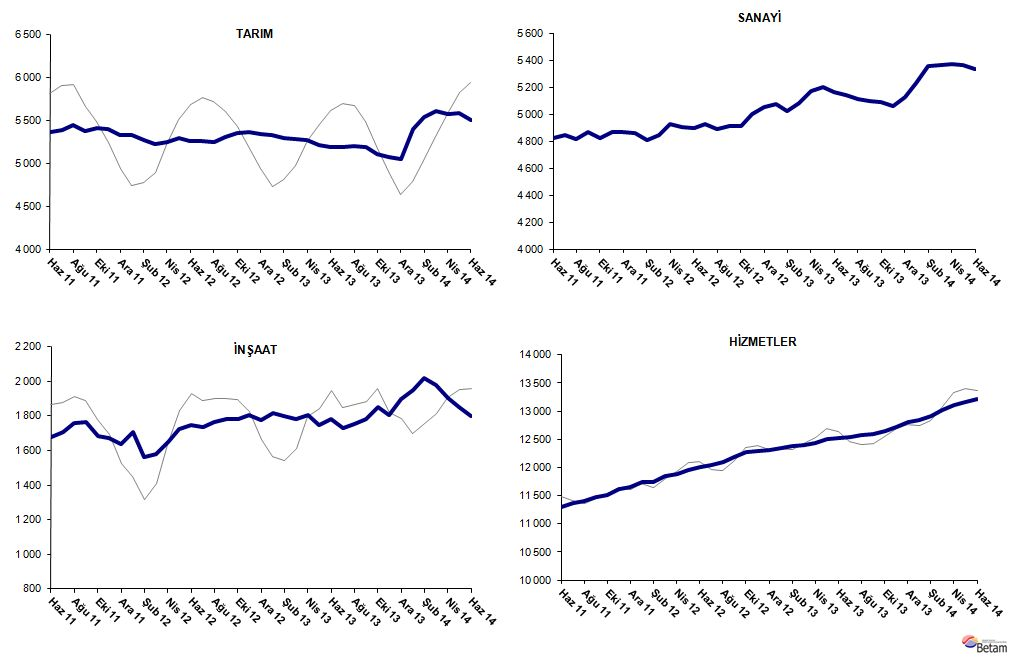 TARIM
6 500
6 000
5 500
5 000
4 500
4 000
Haz 11
Ağu 11
Eki 11
Ara 11
Şub 12
Nis 12
Haz 12
Ağu 12
Eki 12
Ara 12
Şub 13
Nis 13
Haz 13
Ağu 13
Eki 13
Ara 13
Şub 14
Nis 14
Haz 14
SANAYİ
5 600
5 400
5 200
5 000
4 800
4 600
4 400
4 200
4 000
Haz 11
Ağu 11
Eki 11
Ara 11
Şub 12
Nis 12
Haz 12
Ağu 12
Eki 12
Ara 12
Şub 13
Nis 13
Haz 13
Ağu 13
Eki 13
Ara 13
Şub 14
Nis 14
Haz 14
İNŞAAT
2 200
2 000
1 800
1 600
1 400
1 200
1 000
800
Haz 11
Ağu 11
Eki 11
Ara 11
Şub 12
Nis 12
Haz 12
Ağu 12
Eki 12
Ara 12
Şub 13
Nis 13
Haz 13
Ağu 13
Eki 13
Ara 13
Şub 14
Nis 14
Haz 14
HİZMETLER
14 000
13 500
13 000
12 500
12 000
11 500
11 000
10 500
10 000
Haz 11
Ağu 11
Eki 11
Ara 11
Şub 12
Nis 12
Haz 12
Ağu 12
Eki 12
Ara 12
Şub 13
Nis 13
Haz 13
Ağu 13
Eki 13
Ara 13
Şub 14
Nis 14
Haz 14
Betam